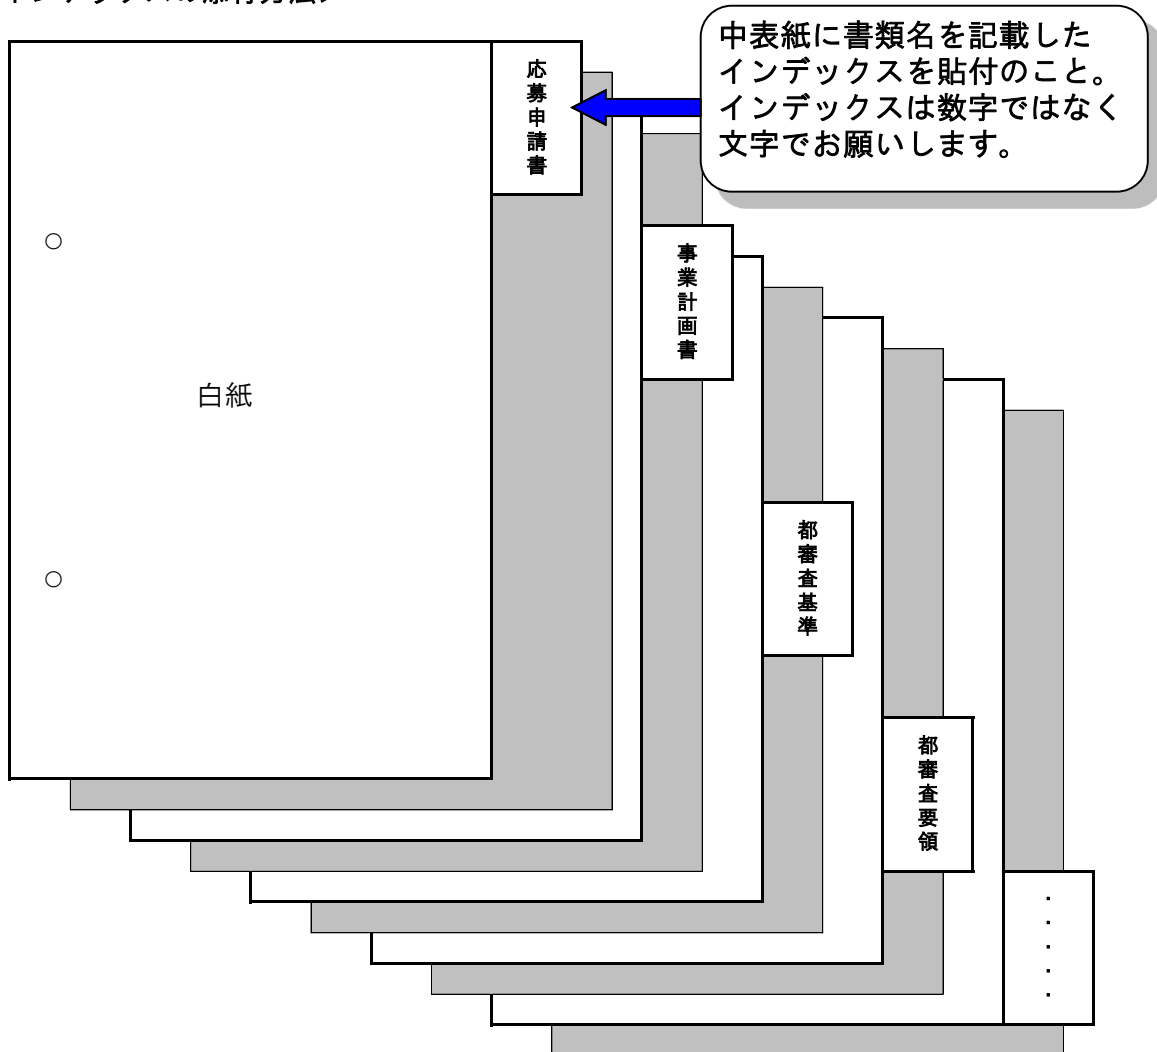 インデックスの添付方法
中表紙に書類名を記載した
インデックスを貼付のこと。
インデックスは数字ではなく
文字でお願いします。
応募申請書
事業計画書
白紙
都審査基準
都審査要領
・・・・・